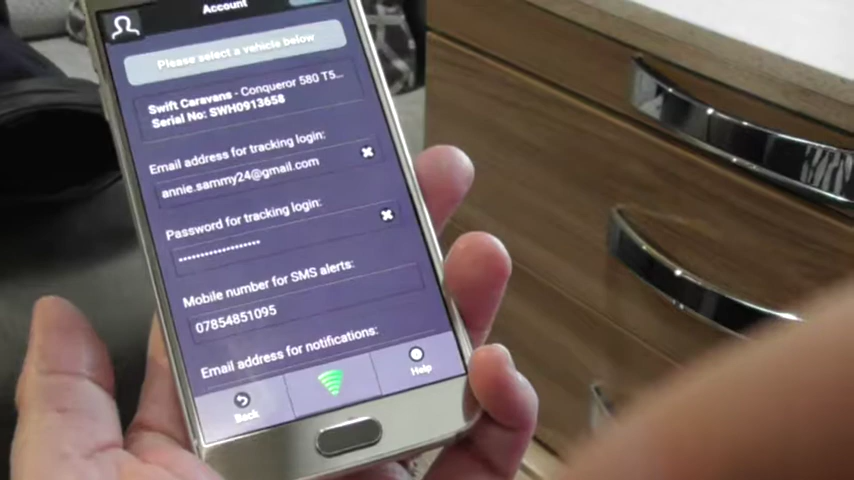 Account
Please select a vehicle below
Swift Caravans - Conqueror 580 T5...
Serial No: SWH0913658
Email address for tracking login:
annie.sammy24@gmail.com
Password for tracking login:
••••••••••••••••••
Mobile number for SMS alerts:
07854851095
Email address for notifications:
Back
Help